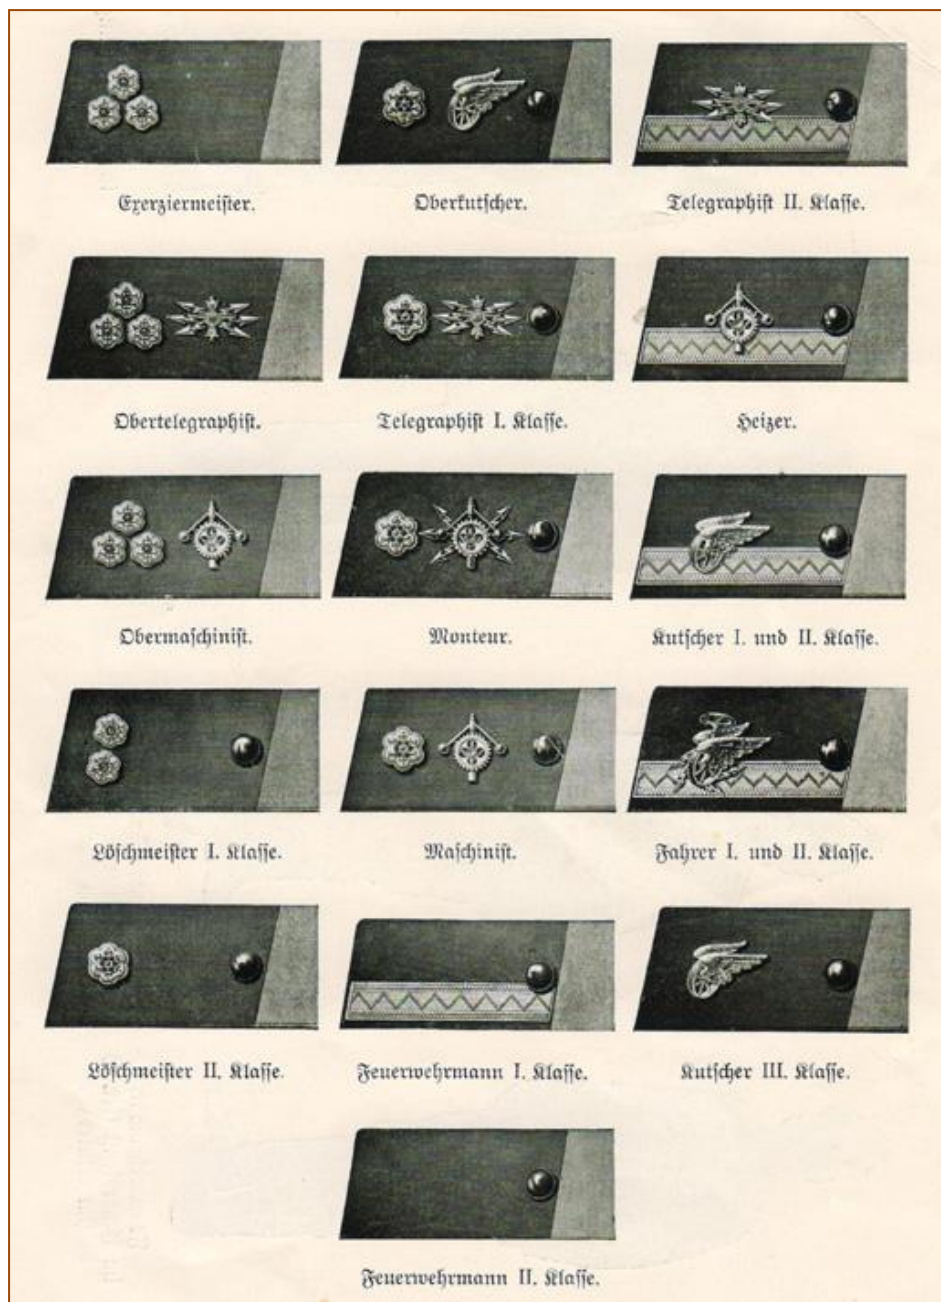 Exerziermeister.
Oberkutscher.
Telegraphist II. Klasse.
Obertelegraphist.
Telegraphist I. Klasse.
Heizer.
Obermaschinist.
Monteur.
Kutscher I. und II. Klasse.
Löschmeister I. Klasse.
Maschinist.
Fahrer I. und II. Klasse.
Löschmeister II. Klasse.
Feuerwehrmann I. Klasse.
Kutscher III. Klasse.
Feuerwehrmann II. Klasse.